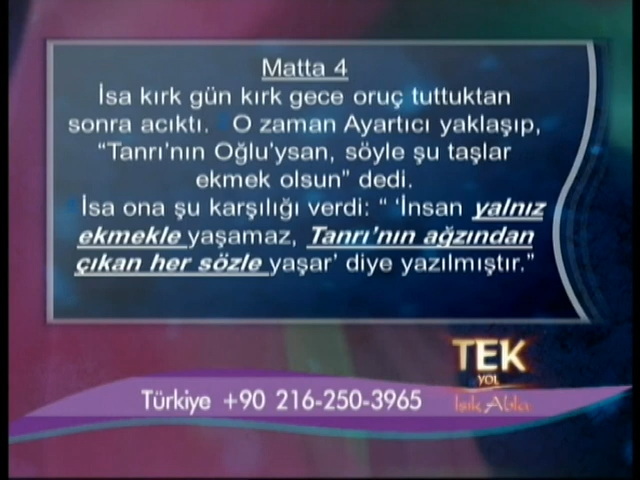 Matta 4
İsa kırk gün kırk gece oruç tuttuktan
sonra acıktı. O zaman Ayartıcı yaklaşıp,
“Tanrı’nın Oğlu’ysan, söyle şu taşlar
ekmek olsun” dedi.
İsa ona şu karşılığı verdi: “ ‘İnsan yalnız
ekmekle yaşamaz, Tanrı’nın ağzından
çıkan her sözle yaşar’ diye yazılmıştır.”
TEK
YOL
Işık Abla
Türkiye +90 216-250-3965